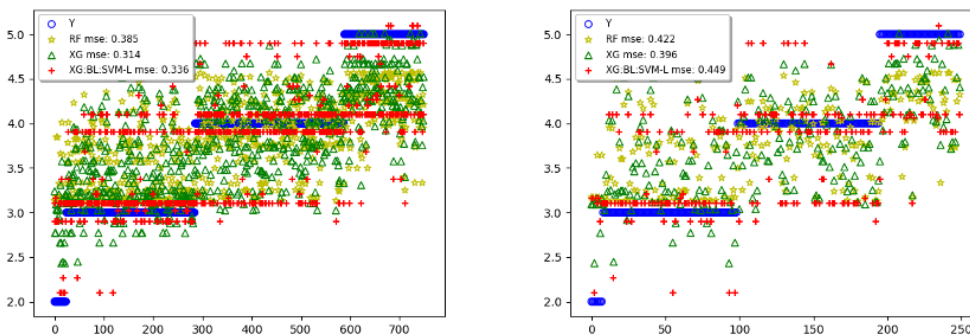 Y
RF mse: 0.385
XG mse: 0.314
XG:BL:SVM-L mse: 0.336
5.0
4.5
4.0
3.5
3.0
2.5
2.0
0 100 200 300 400 500 600 700
Y
RF mse: 0.422
XG mse: 0.396
XG:BL:SVM-L mse: 0.449
5.0
4.5
4.0
3.5
3.0
2.5
2.0
0 50 100 150 200 250